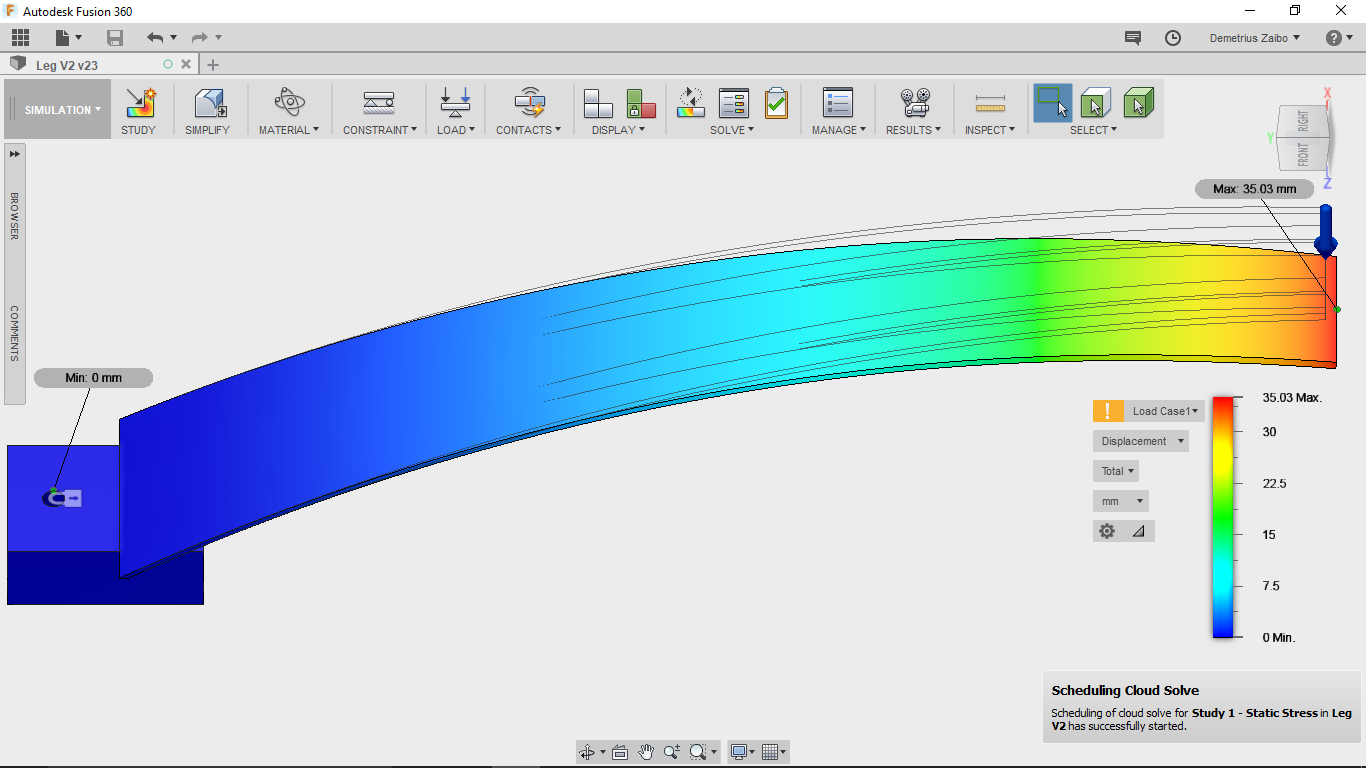 Autodesk Fusion 360
Demetrius Zaibo
Leg V2 v23
SIMULATION
STUDY
SIMPLIFY
MATERIAL
CONSTRAINT
LOAD
CONTACTS
DISPLAY
SOLVE
MANAGE
RESULTS
INSPECT
SELECT
BROWSER
COMMENTS
X
Y
Z
RIGHT
FRONT
Max: 35.03 mm
Min: 0 mm
Load Case1
Displacement
Total
mm
35.03 Max.
30
22.5
15
7.5
0 Min.
Scheduling Cloud Solve
Scheduling of cloud solve for Study 1 - Static Stress in Leg
V2 has successfully started.